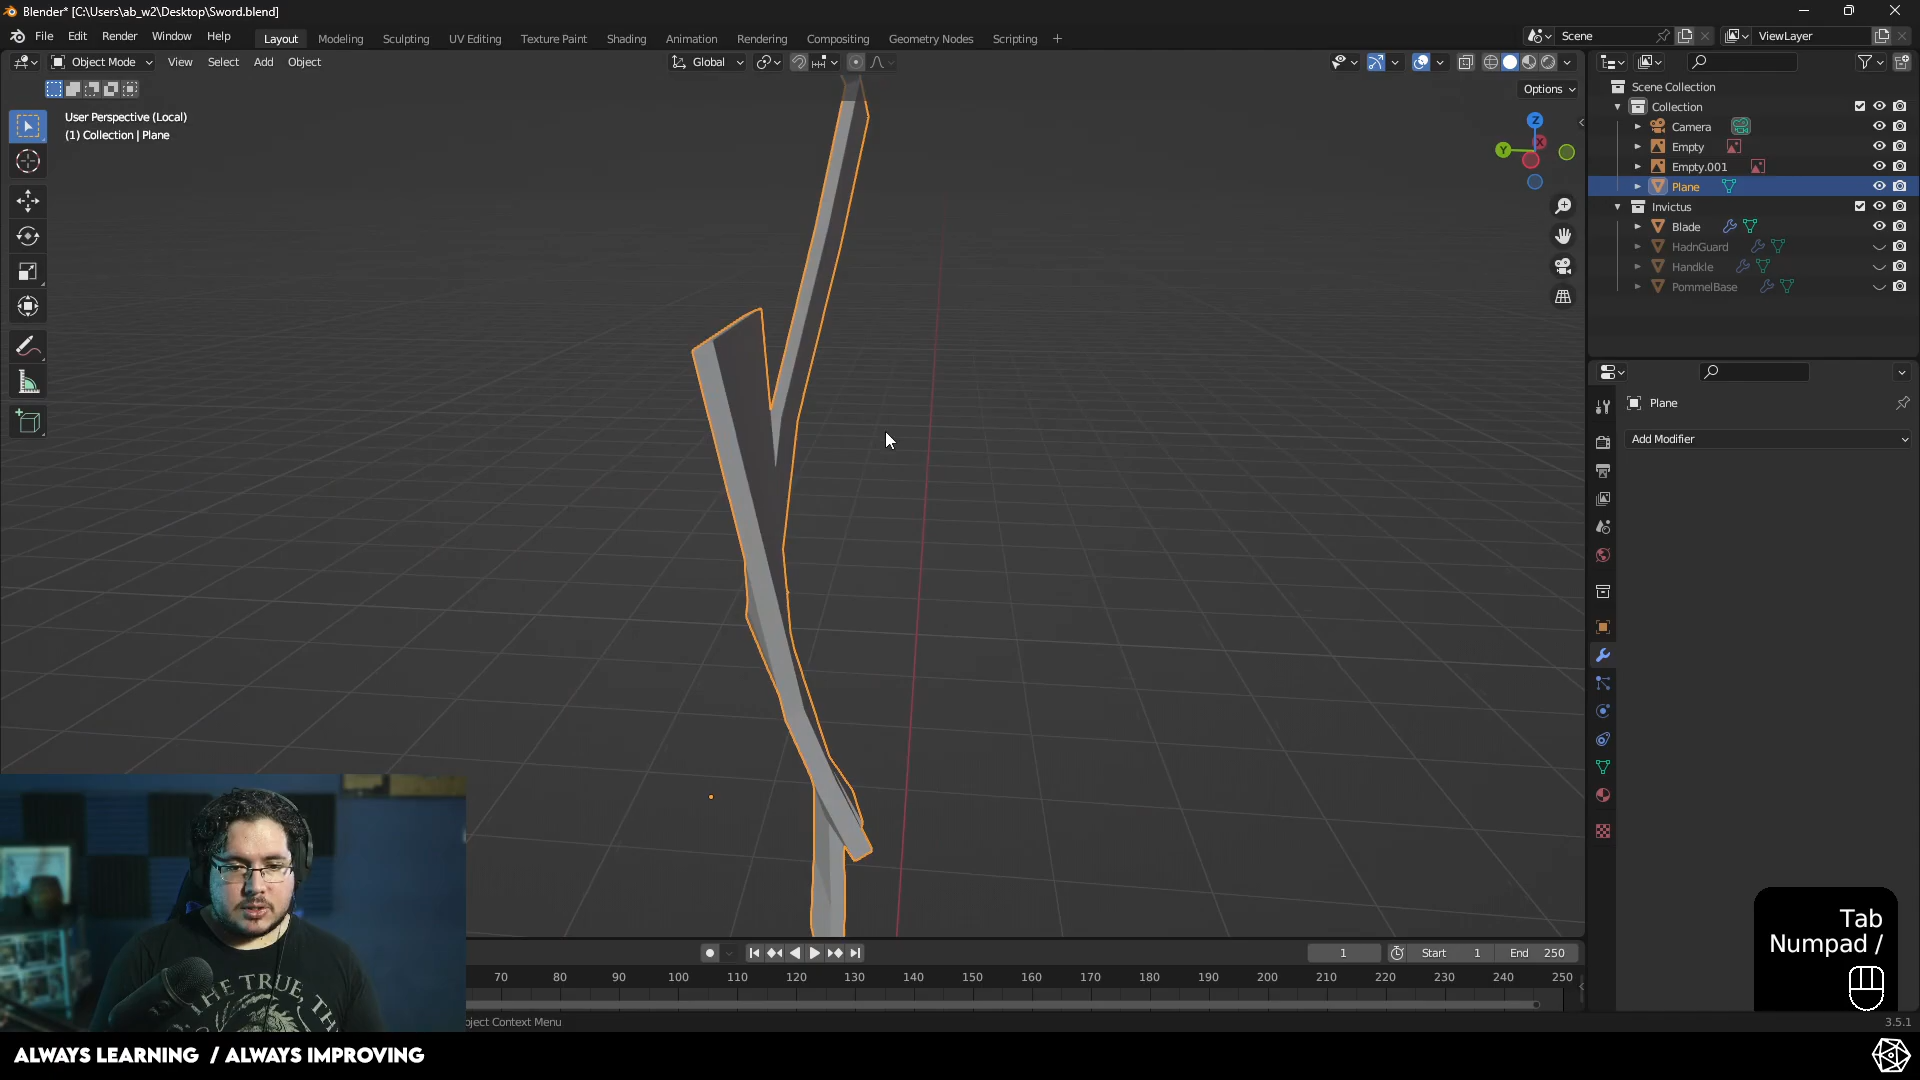 Blender* [C:\Users\ab_w2\Desktop\Sword.blend]
File Edit Render Window Help
Layout Modeling Sculpting UV Editing Texture Paint Shading Animation Rendering Compositing Geometry Nodes Scripting +
Scene
ViewLayer
Object Mode View Select Add Object
Global
Options
User Perspective (Local)
(1) Collection | Plane
Z
Y
X
Scene Collection
Collection
Camera
Empty
Empty.001
Plane
Invictus
Blade
HadnGuard
Handkle
PommelBase
Plane
Add Modifier
1
Start 1
End 250
70 80 90 100 110 120 130 140 150 160 170 180 190 200 210 220 230 240 250
oject Context Menu
3.5.1
Tab
Numpad /
ALWAYS LEARNING / ALWAYS IMPROVING